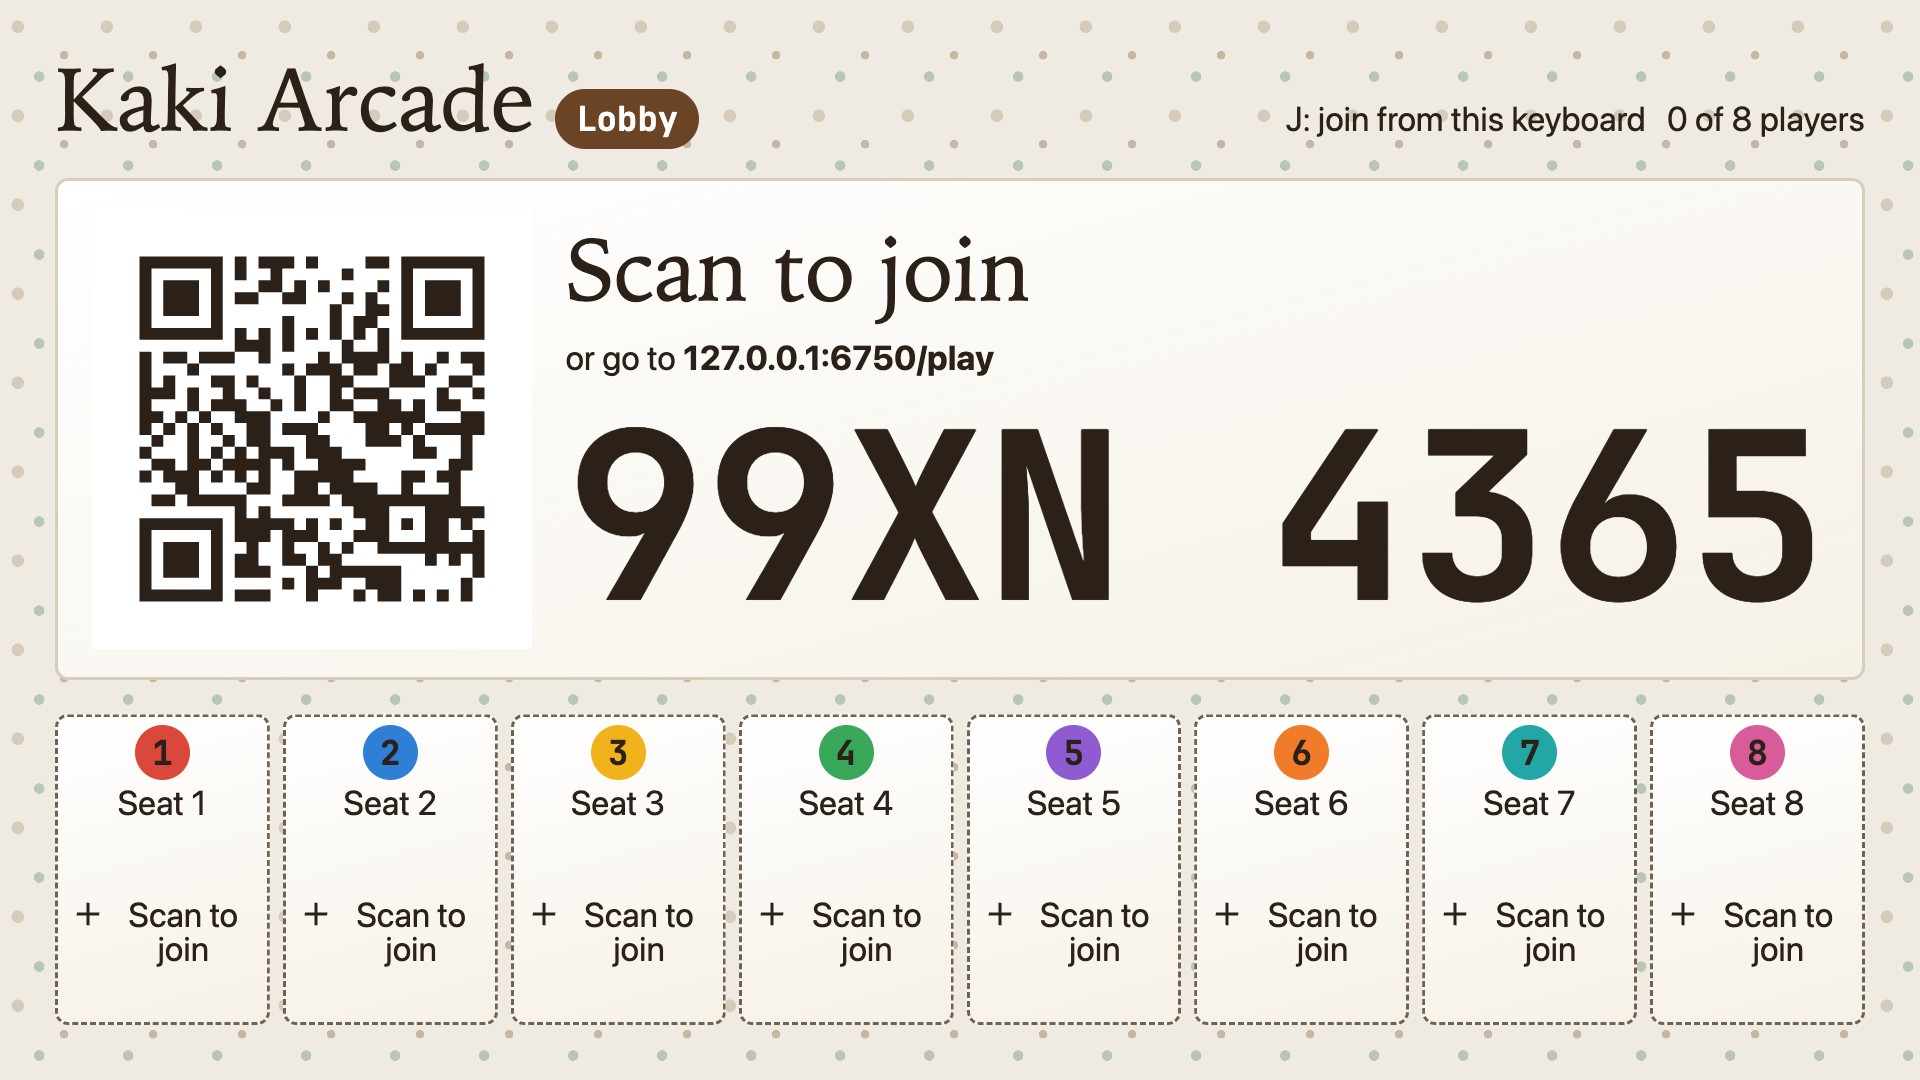 Kaki Arcade Lobby
J: join from this keyboard 0 of 8 players
Scan to join
or go to 127.0.0.1:6750/play
99XN 4365
1 2 3 4 5 6 7 8
Seat 1 Seat 2 Seat 3 Seat 4 Seat 5 Seat 6 Seat 7 Seat 8
+ Scan to + Scan to + Scan to + Scan to + Scan to + Scan to + Scan to + Scan to
join join join join join join join join